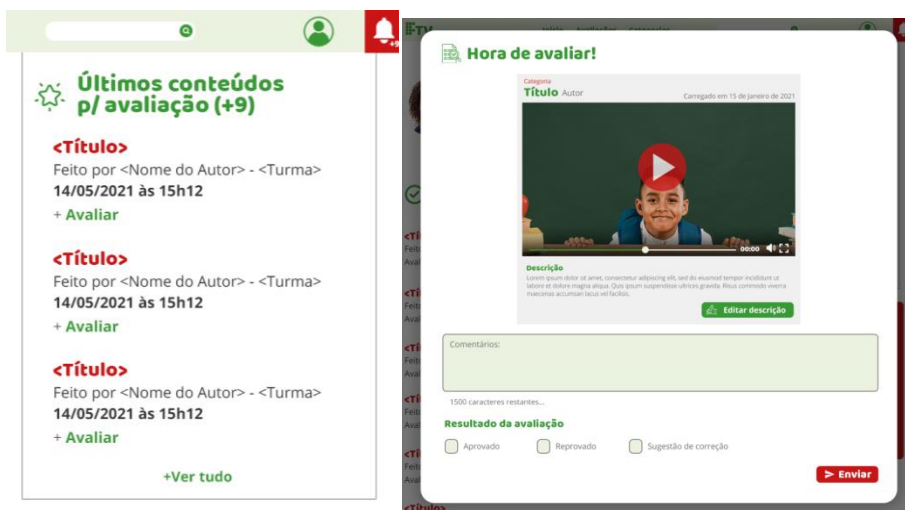 +9
Últimos conteúdos
p/ avaliação (+9)
<Título>
Feito por <Nome do Autor> - <Turma>
14/05/2021 às 15h12
+ Avaliar
<Título>
Feito por <Nome do Autor> - <Turma>
14/05/2021 às 15h12
+ Avaliar
<Título>
Feito por <Nome do Autor> - <Turma>
14/05/2021 às 15h12
+ Avaliar
+Ver tudo
Hora de avaliar!
Categoria
Título Autor
Carregado em 15 de Janeiro de 2021
00:00
Descrição
Lorem ipsum dolor sit amet, consectetur adipiscing elit, sed do eiusmod tempor incididunt ut
labore et dolore magna aliqua. Quis ipsum suspendisse ultrices gravida. Risus commodo viverra
maecenas accumsan lacus vel facilisis.
Editar descrição
Comentários:
1500 caracteres restantes...
Resultado da avaliação
Aprovado
Reprovado
Sugestão de correção
Enviar